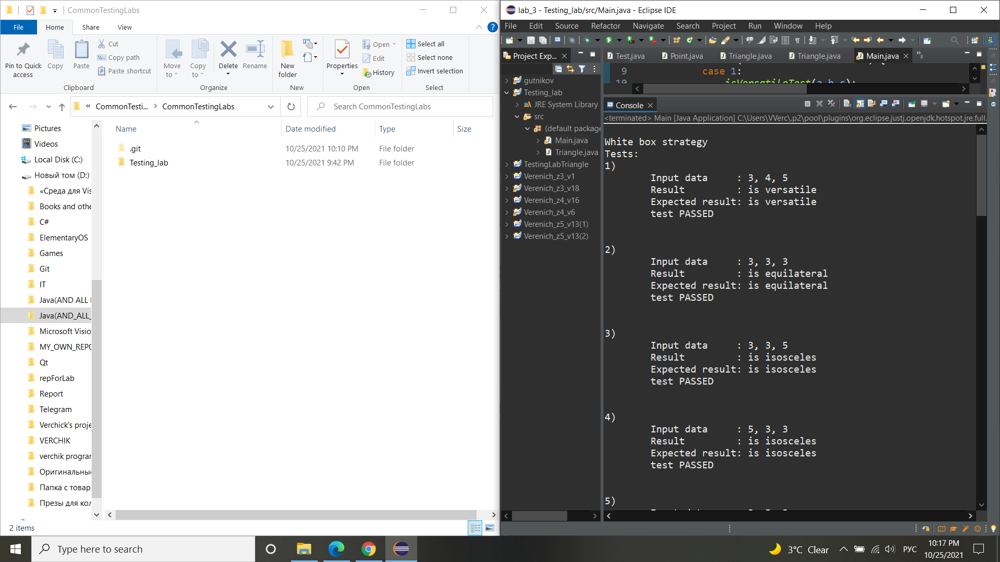 CommonTestingLabs
File Home Share View
Pin to Quick access
Copy
Paste
Cut
Copy path
Paste shortcut
Clipboard
Move to
Copy to
Delete
Rename
Organize
New folder
New
Properties
Open
Edit
History
Open
Select all
Select none
Invert selection
Select
« CommonTesti... CommonTestingLabs
Search CommonTestingLabs
Name Date modified Type Size
.git 10/25/2021 10:10 PM File folder
Testing_lab 10/25/2021 9:42 PM File folder
Pictures
Videos
Local Disk (C:)
Новый том (D:)
«Среда для Vis
Books and othe
C#
ElementaryOS
Games
Git
IT
Java(AND ALL
Java(AND_ALL_
Microsoft Visio
MY_OWN_REPO
Qt
repForLab
Report
Telegram
Verchick's proje
VERCHIK
verchik program
Оригинальны
Папка с товар
Презы для кол
2 items
lab_3 - Testing_lab/src/Main.java - Eclipse IDE
File Edit Source Refactor Navigate Search Project Run Window Help
Project Exp...
gutnikov
Testing_lab
JRE System Library
src
(default package
Main.java
Triangle.java
TestingLabTriangle
Verenich_z3_v1
Verenich_z3_v18
Verenich_z4_v16
Verenich_z4_v6
Verenich_z5_v13(1)
Verenich_z5_v13(2)
Test.java Point.java Triangle.java Triangle.java Main.java »3
9 case 1:
10 isVersatileTest(a,b,c);
Console
<terminated> Main [Java Application] C:\Users\VVerc\.p2\pool\plugins\org.eclipse.justj.openjdk.hotspot.jre.full.
White box strategy
Tests:
1)
Input data : 3, 4, 5
Result : is versatile
Expected result: is versatile
test PASSED
2)
Input data : 3, 3, 3
Result : is equilateral
Expected result: is equilateral
test PASSED
3)
Input data : 3, 3, 5
Result : is isosceles
Expected result: is isosceles
test PASSED
4)
Input data : 5, 3, 3
Result : is isosceles
Expected result: is isosceles
test PASSED
5)
Type here to search
3°C Clear
РУС
10:17 PM
10/25/2021